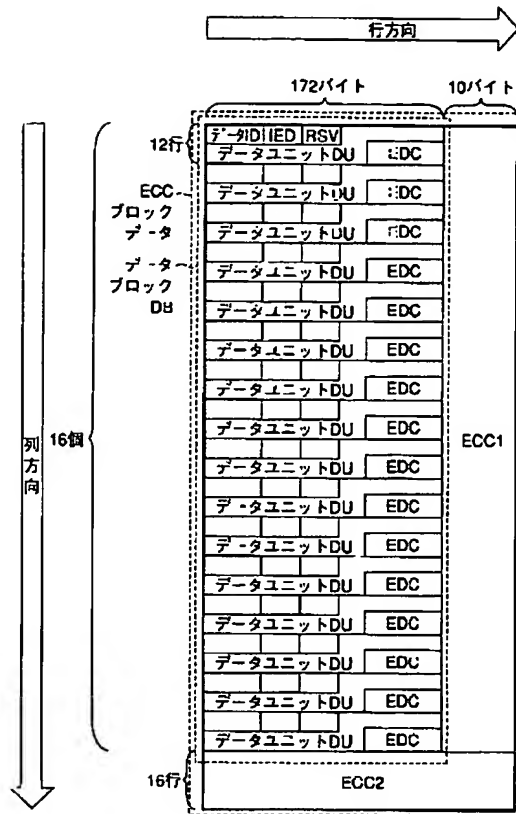 行方向
172バイト 10バイト
データID IED RSV
12行 データユニットDU EDC
ECCブロックデータ
データユニットDU EDC
データユニットDU EDC
データブロックDB
データユニットDU EDC
データユニットDU EDC
データユニットDU EDC
データユニットDU EDC
列方向
16個
データユニットDU EDC
ECC1
データユニットDU EDC
データユニットDU EDC
データユニットDU EDC
データユニットDU EDC
データユニットDU EDC
データユニットDU EDC
データユニットDU EDC
データユニットDU EDC
16行 ECC2